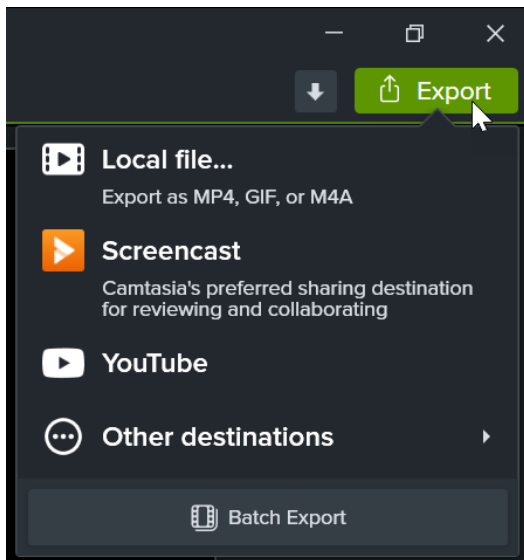 Export
Local file...
Export as MP4, GIF, or M4A
Screencast
Camtasia's preferred sharing destination
for reviewing and collaborating
YouTube
Other destinations
Batch Export